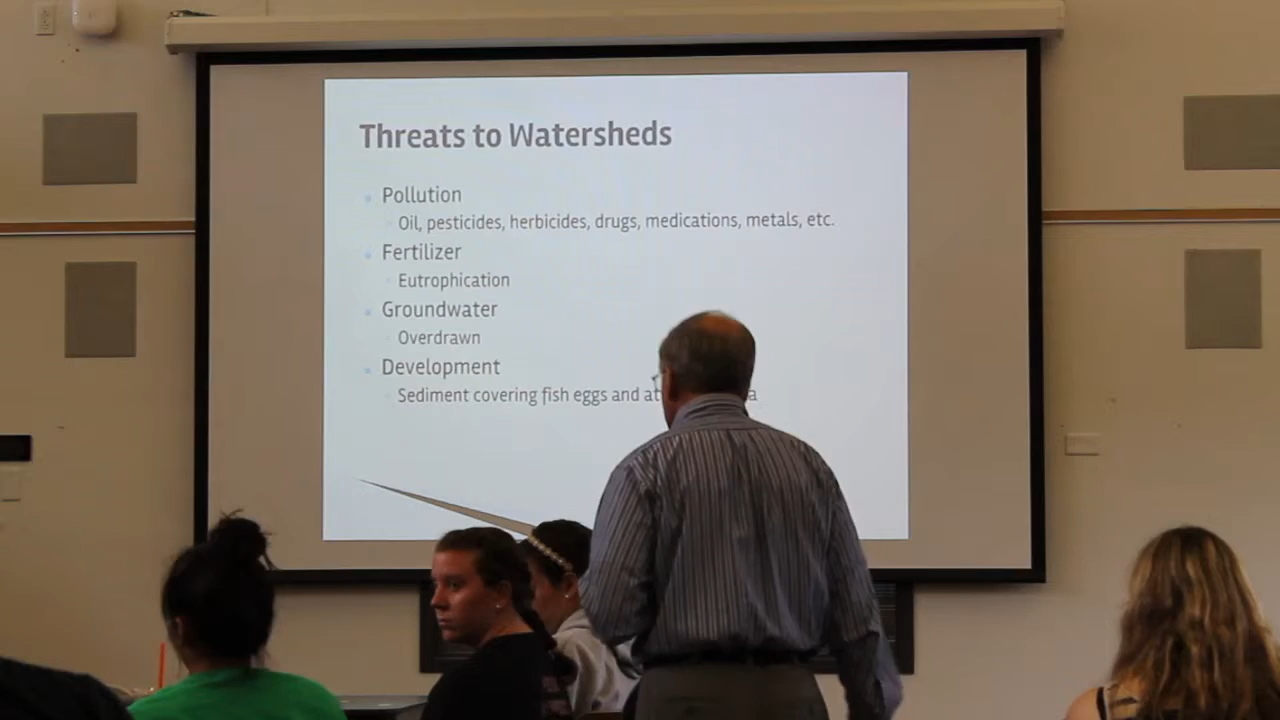 Threats to Watersheds
Pollution
Oil, pesticides, herbicides, drugs, medications, metals, etc.
Fertilizer
Eutrophication
Groundwater
Overdrawn
Development
Sediment covering fish eggs and